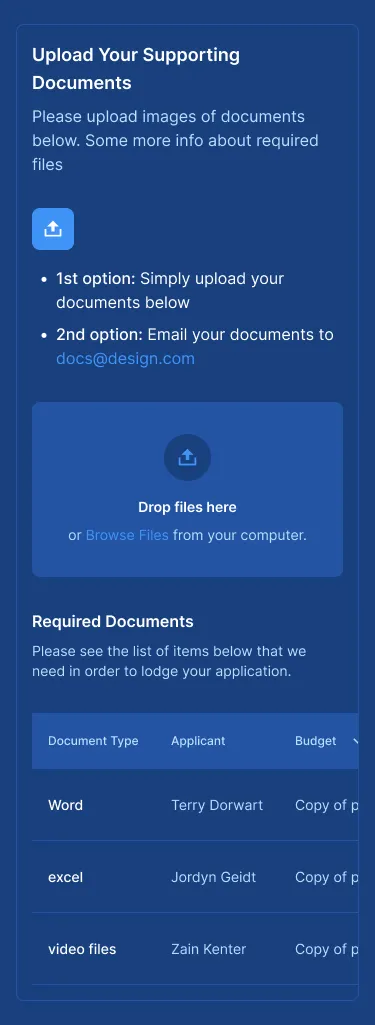 Upload Your Supporting
Documents
Please upload images of documents
below. Some more info about required
files
• 1st option: Simply upload your
documents below
• 2nd option: Email your documents to
docs@design.com
Drop files here
or Browse Files from your computer.
Required Documents
Please see the list of items below that we
need in order to lodge your application.
Document Type Applicant Budget
Word Terry Dorwart Copy of p
excel Jordyn Geidt Copy of p
video files Zain Kenter Copy of p